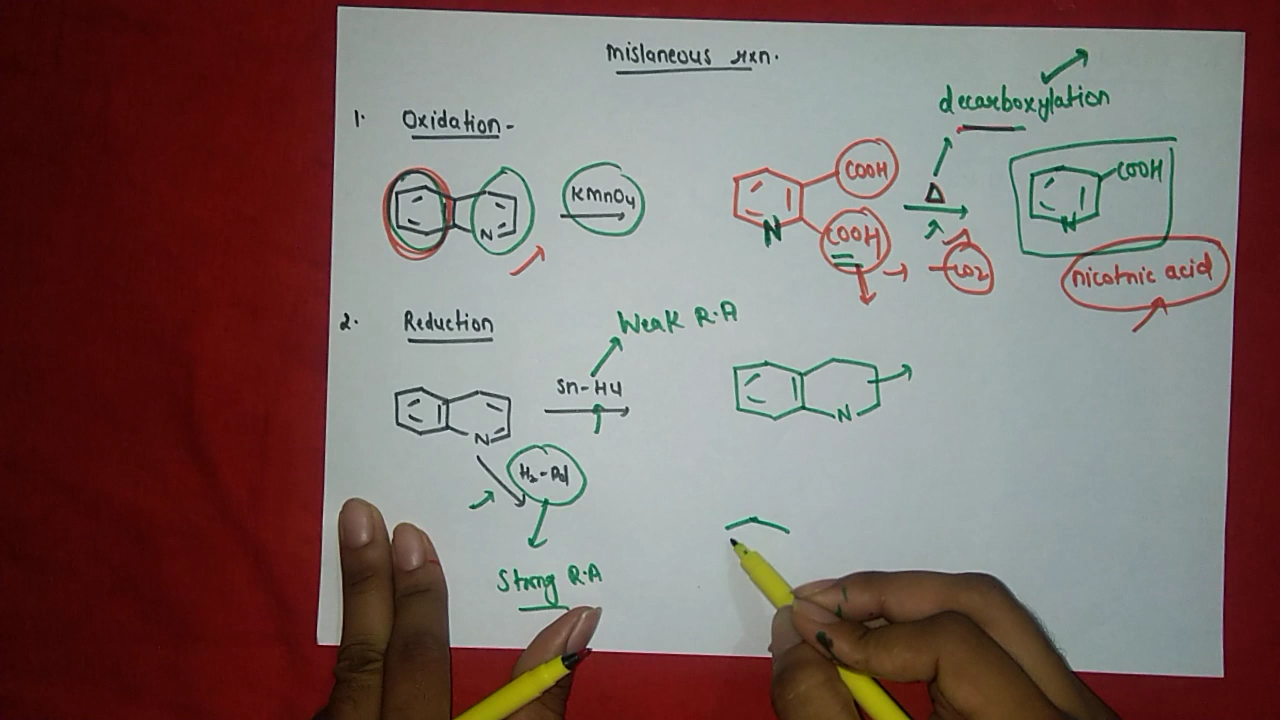 Mislaneous rxn.
decarboxylation
1. Oxidation-
N
KMnO4
COOH
COOH
N
Δ
-CO2
COOH
N
nicotnic acid
2. Reduction
Weak R.A
Sn-H4
N
N
H2-Pd
Strong R.A